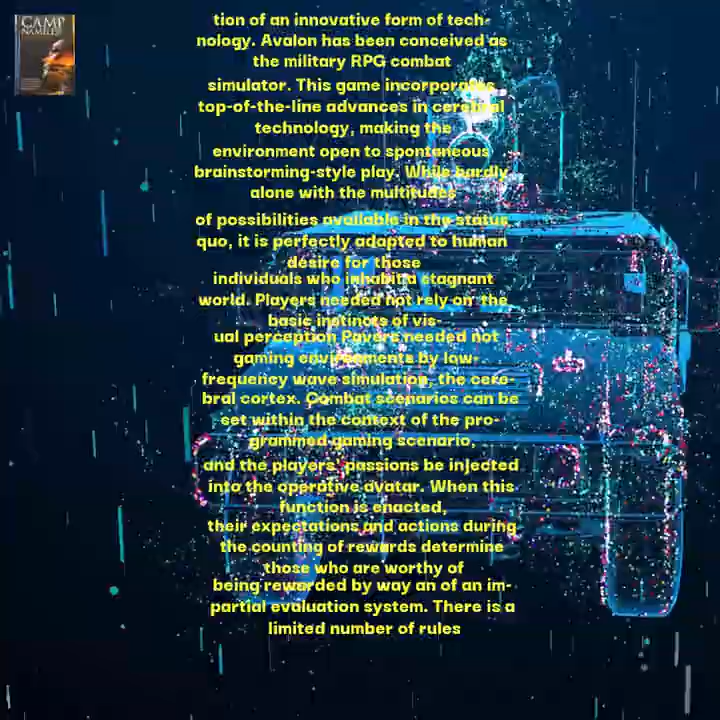 CAMP
NAMELESS
tion of an innovative form of tech-
nology. Avalon has been conceived as
the military RPG combat
simulator. This game incorporates
top-of-the-line advances in cerebral
technology, making the
environment open to spontaneous
brainstorming-style play. While hardly
alone with the multitudes
of possibilities available in the status
quo, it is perfectly adapted to human
desire for those
individuals who inhabit a stagnant
world. Players needed not rely on the
basic instincts of vis-
ual perception Pavers needed not
gaming environments by low-
frequency wave simulation, the cere-
bral cortex. Combat scenarios can be
set within the context of the pro-
grammed gaming scenario,
and the players' passions be injected
into the operative avatar. When this
function is enacted,
their expectations and actions during
the counting of rewards determine
those who are worthy of
being rewarded by way an of an im-
partial evaluation system. There is a
limited number of rules